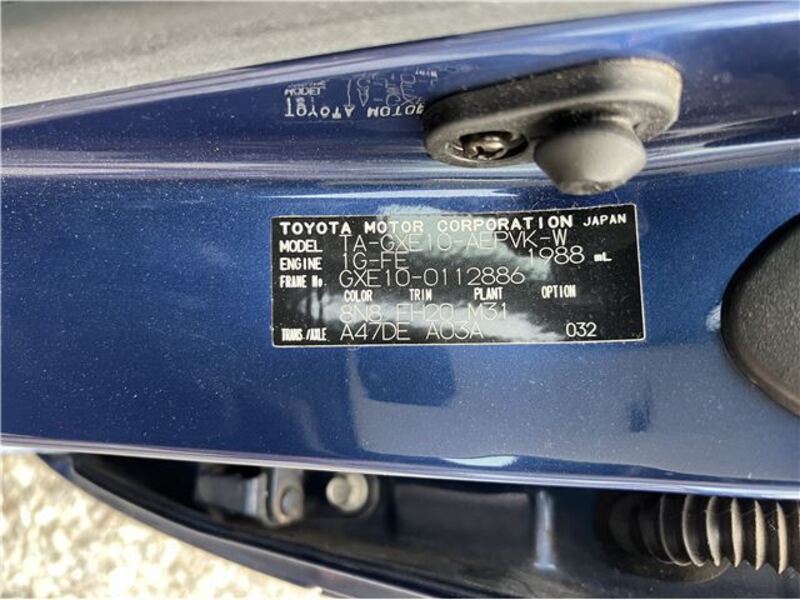 TOYOTA MOTOR CORPORATION JAPAN
MODEL TA-GXE10-AEPVK-W
ENGINE 1G-FE 1988 mL
FRAME No. GXE10-0112886
COLOR TRIM PLANT OPTION
8N8 EH20 M31
TRANS./AXLE A47DE A03A 032